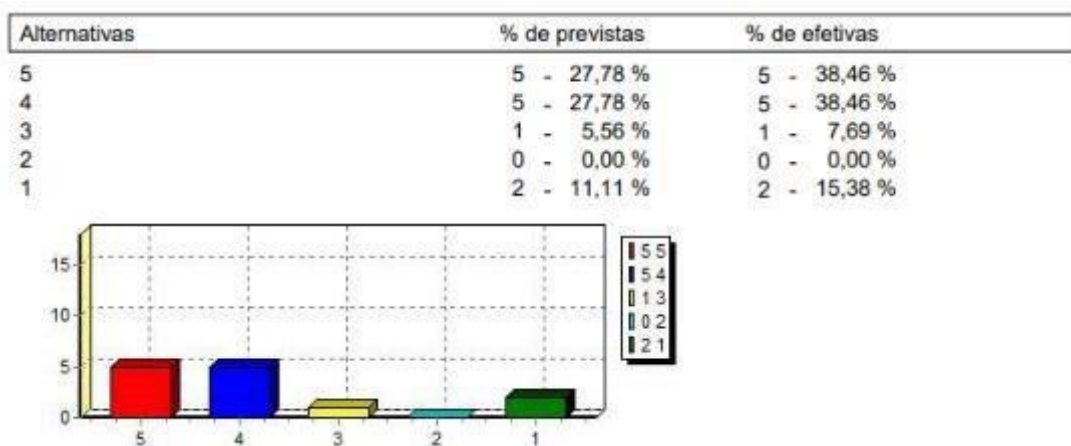 Alternativas % de previstas % de efetivas
5 5 - 27,78 % 5 - 38,46 %
4 5 - 27,78 % 5 - 38,46 %
3 1 - 5,56 % 1 - 7,69 %
2 0 - 0,00 % 0 - 0,00 %
1 2 - 11,11 % 2 - 15,38 %
15
10
5
0
5 4 3 2 1
5 5
5 4
1 3
0 2
2 1